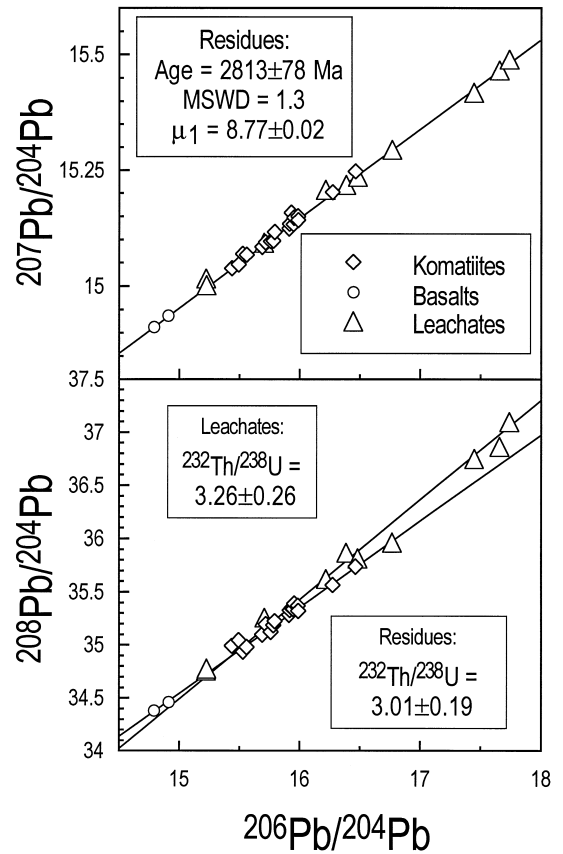 207Pb/204Pb
15.5
15.25
15
Residues:
Age = 2813±78 Ma
MSWD = 1.3
μ1 = 8.77±0.02
Komatiites
Basalts
Leachates
208Pb/204Pb
37.5
37
36.5
36
35.5
35
34.5
34
Leachates:
232Th/238U =
3.26±0.26
Residues:
232Th/238U =
3.01±0.19
15 16 17 18
206Pb/204Pb